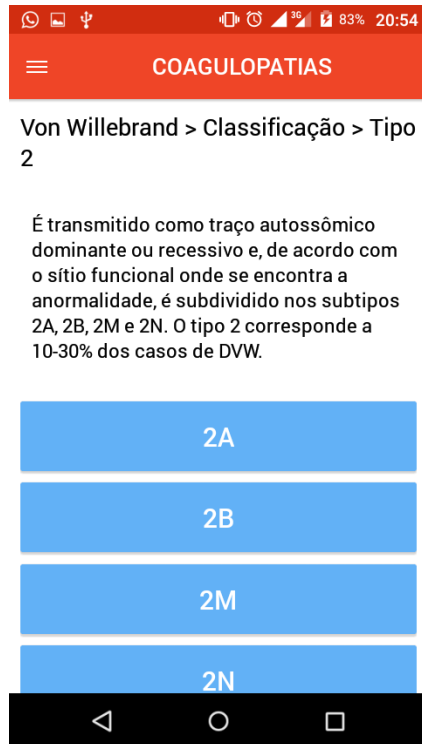 3G 83% 20:54
COAGULOPATIAS
Von Willebrand > Classificação > Tipo
2
É transmitido como traço autossômico
dominante ou recessivo e, de acordo com
o sítio funcional onde se encontra a
anormalidade, é subdividido nos subtipos
2A, 2B, 2M e 2N. O tipo 2 corresponde a
10-30% dos casos de DVW.
2A
2B
2M
2N